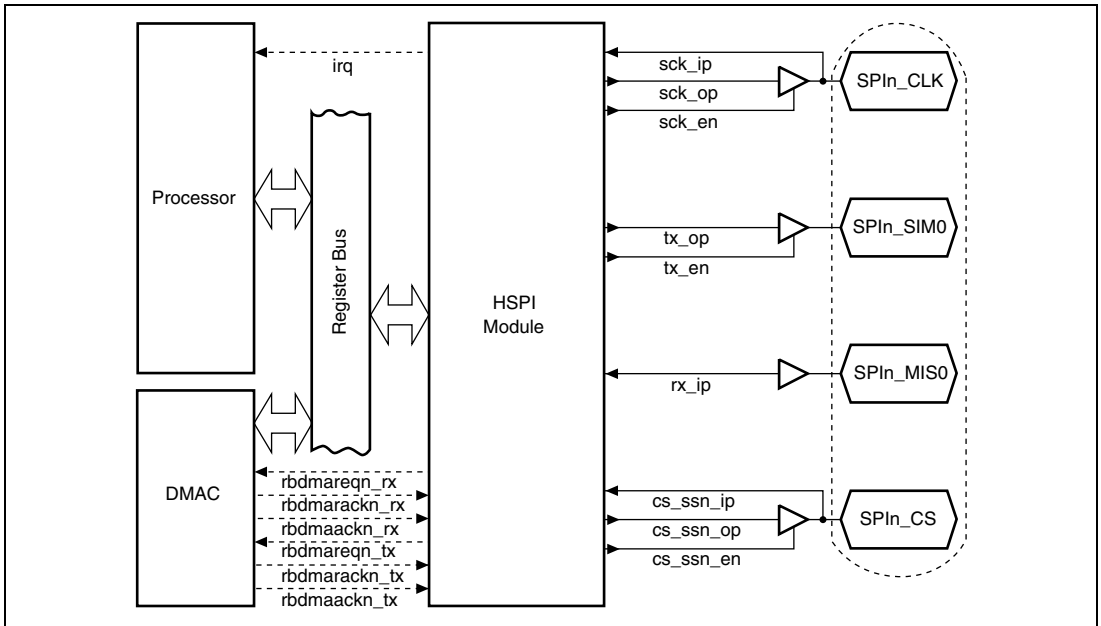 irq
Processor
Register Bus
DMAC
rbdmareqn_rx
rbdmarackn_rx
rbdmaackn_rx
rbdmareqn_tx
rbdmarackn_tx
rbdmaackn_tx
HSPI
Module
sck_ip
sck_op
sck_en
SPIn_CLK
tx_op
tx_en
SPIn_SIM0
rx_ip
SPIn_MIS0
cs_ssn_ip
cs_ssn_op
cs_ssn_en
SPIn_CS